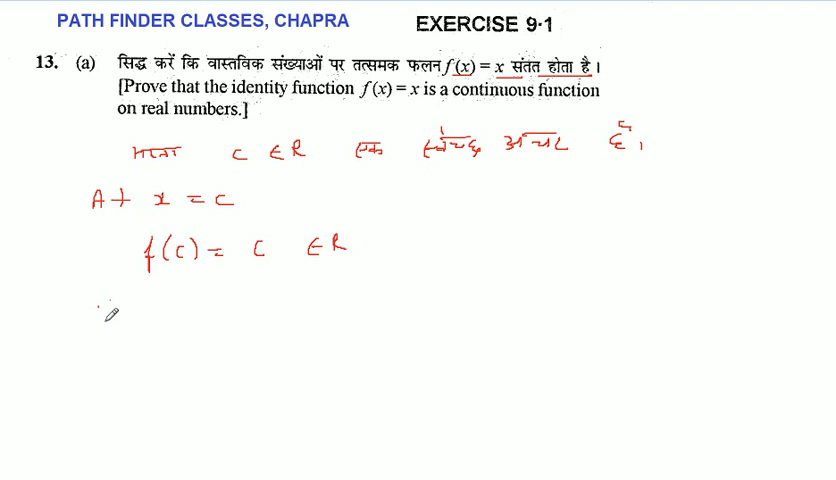 PATH FINDER CLASSES, CHAPRA EXERCISE 9·1
13. (a) सिद्ध करें कि वास्तविक संख्याओं पर तत्समक फलन f(x) = x संतत होता है।
[Prove that the identity function f(x) = x is a continuous function
on real numbers.]
माना C ∈ R एक स्वेच्छ अचर है।
At x = C
f(C) = C ∈ R